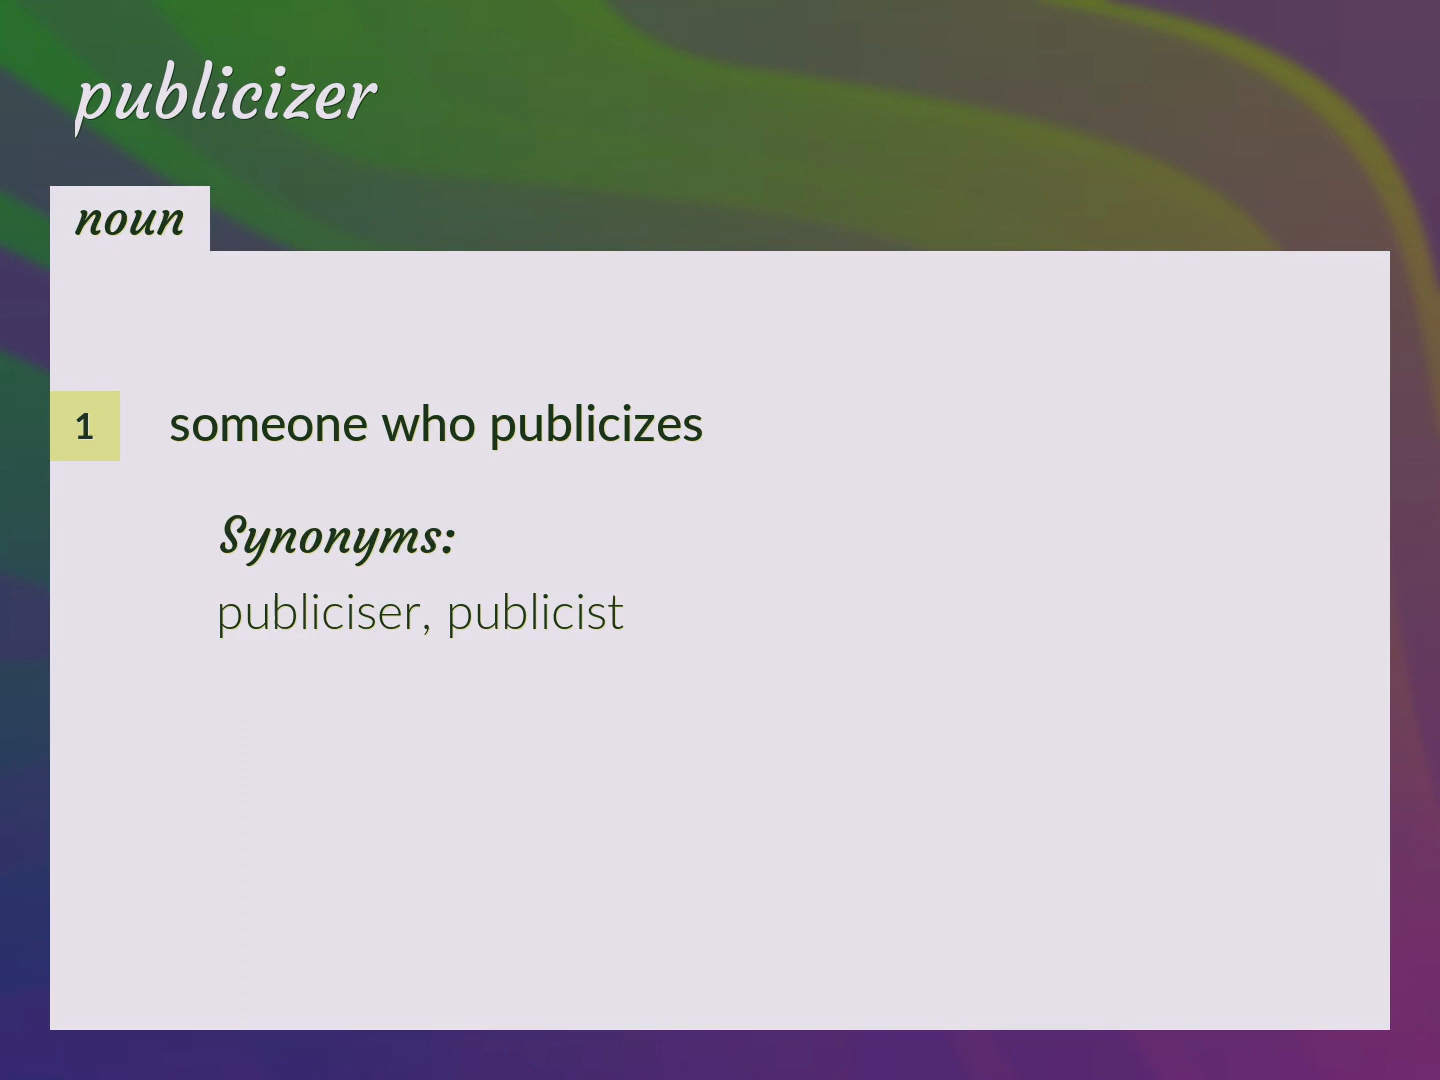 publicizer
noun
1 someone who publicizes
Synonyms:
publiciser, publicist